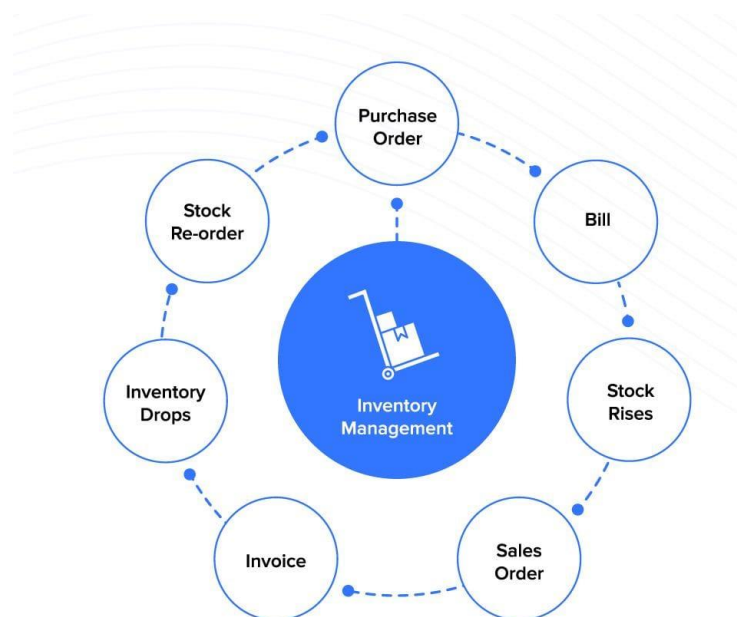 Purchase
Order
Bill
Stock
Rises
Sales
Order
Invoice
Inventory
Drops
Stock
Re-order
Inventory
Management